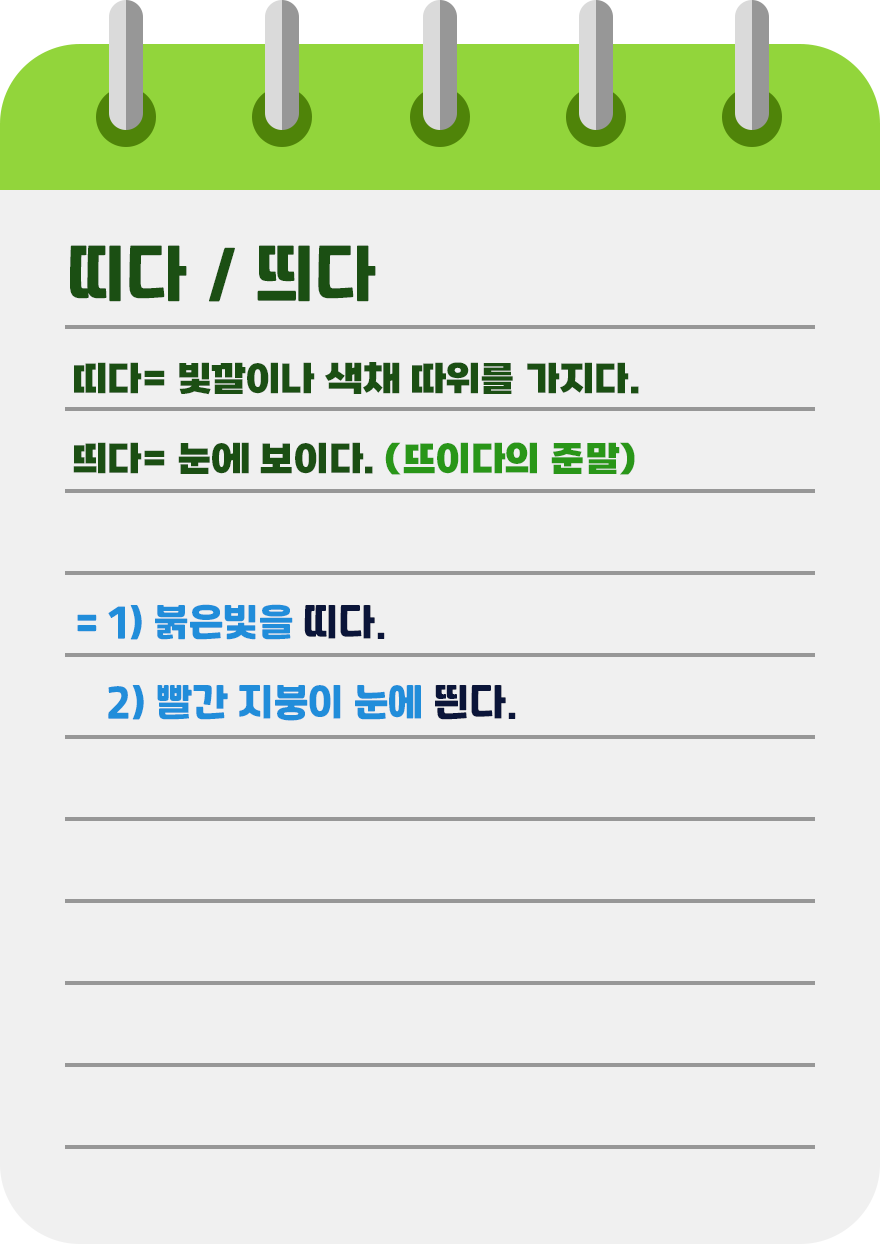 띠다 / 띄다
띠다= 빛깔이나 색채 따위를 가지다.
띄다= 눈에 보이다. (뜨이다의 준말)
= 1) 붉은빛을 띠다.
2) 빨간 지붕이 눈에 띈다.